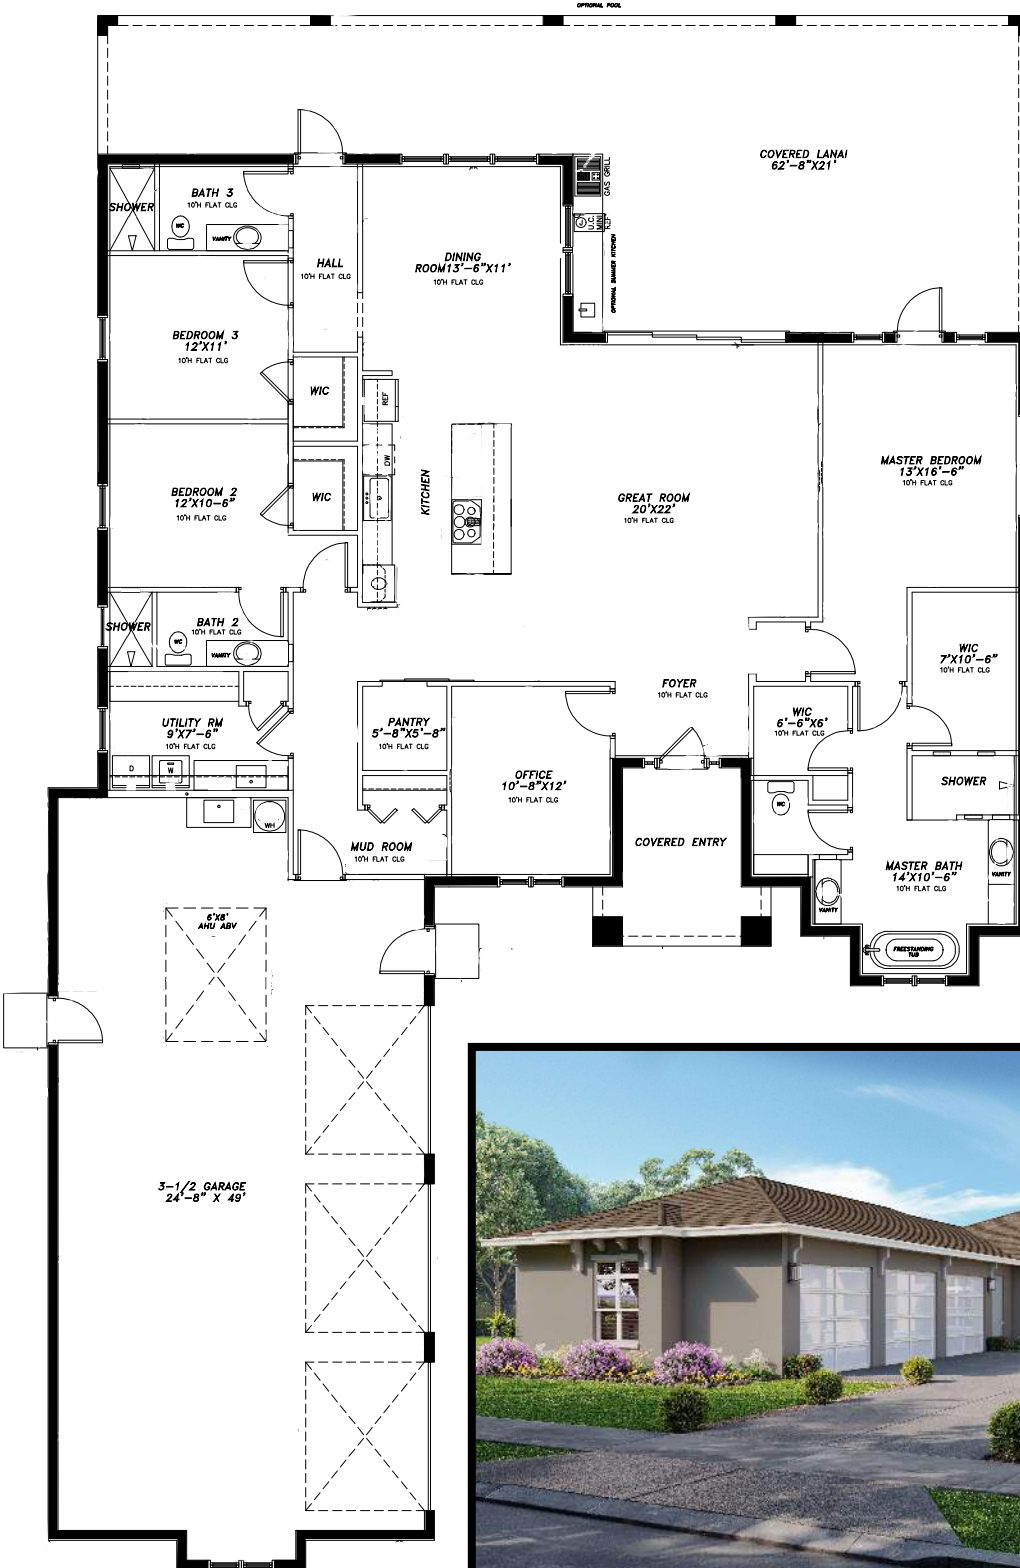 OPTIONAL POOL
COVERED LANAI
62'-8"X21'
GAS GRILL
U.C.
MINI
REF
OPTIONAL SUMMER KITCHEN
SHOWER
BATH 3
10'H FLAT CLG
WC
VANITY
HALL
10'H FLAT CLG
DINING
ROOM13'-6"X11'
10'H FLAT CLG
BEDROOM 3
12'X11'
10'H FLAT CLG
WIC
REF
DW
KITCHEN
BEDROOM 2
12'X10-6"
10'H FLAT CLG
WIC
GREAT ROOM
20'X22'
10'H FLAT CLG
MASTER BEDROOM
13'X16'-6"
10'H FLAT CLG
SHOWER
BATH 2
10'H FLAT CLG
WC
VANITY
WIC
7'X10'-6"
10'H FLAT CLG
FOYER
10'H FLAT CLG
UTILITY RM
9'X7'-6"
10'H FLAT CLG
D
W
PANTRY
5'-8"X5'-8"
10'H FLAT CLG
WIC
6'-6"X6'
10'H FLAT CLG
OFFICE
10'-8"X12'
10'H FLAT CLG
SHOWER
WC
WH
MUD ROOM
10'H FLAT CLG
COVERED ENTRY
MASTER BATH
14'X10'-6"
10'H FLAT CLG
VANITY
VANITY
FREESTANDING
TUB
6'X8'
AHU ABV
3-1/2 GARAGE
24'-8" X 49'